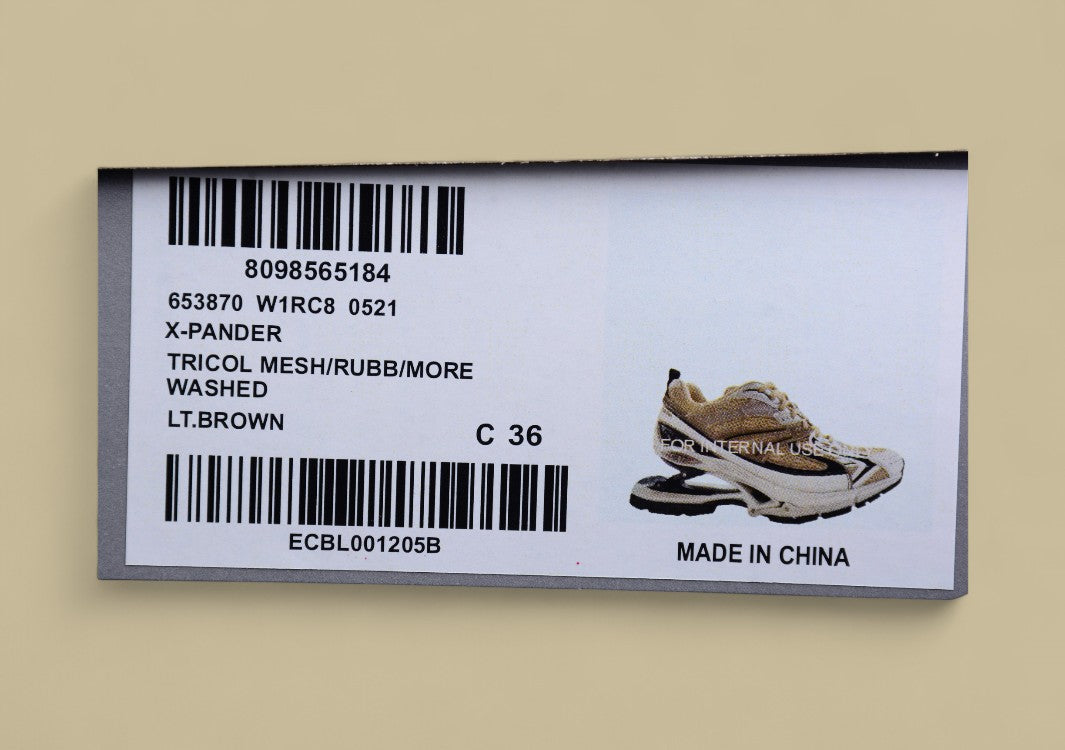 8098565184
653870 W1RC8 0521
X-PANDER
TRICOL MESH/RUBB/MORE
WASHED
LT.BROWN
C 36
ECBL001205B
FOR INTERNAL USE ONLY
MADE IN CHINA